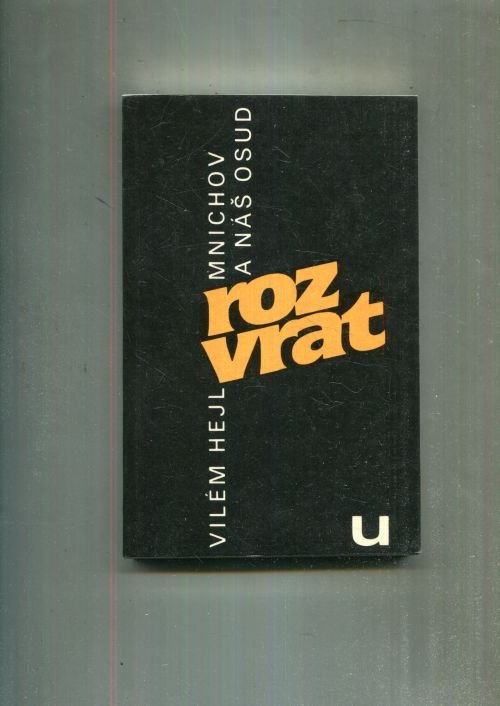 VILÉM HEJL
roz
vrat
MNICHOV
A NÁŠ OSUD
u